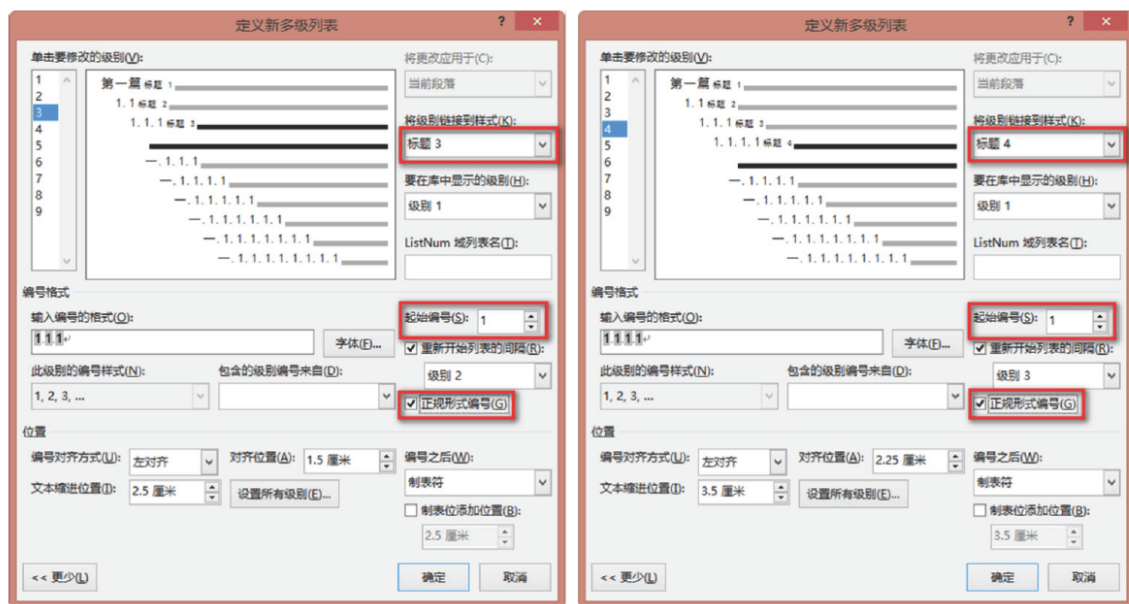 定义新多级列表
? ×
单击要修改的级别(V):
1
2
3
4
5
6
7
8
9
第一篇 标题 1
1.1 标题 2
1.1.1 标题 3
一.1.1.1
一.1.1.1.1
一.1.1.1.1.1
一.1.1.1.1.1.1
一.1.1.1.1.1.1.1
一.1.1.1.1.1.1.1.1
将更改应用于(C):
当前段落
将级别链接到样式(K):
标题 3
要在库中显示的级别(H):
级别 1
ListNum 域列表名(T):
编号格式
输入编号的格式(O):
1.1.1
字体(F)...
起始编号(S): 1
重新开始列表的间隔(R):
级别 2
此级别的编号样式(N):
包含的级别编号来自(D):
1, 2, 3, ...
正规形式编号(G)
位置
编号对齐方式(U): 左对齐
对齐位置(A): 1.5 厘米
编号之后(W):
制表符
文本缩进位置(I): 2.5 厘米
设置所有级别(E)...
制表位添加位置(B):
2.5 厘米
<< 更少(L)
确定
取消
定义新多级列表
? ×
单击要修改的级别(V):
1
2
3
4
5
6
7
8
9
第一篇 标题 1
1.1 标题 2
1.1.1 标题 3
1.1.1.1 标题 4
一.1.1.1.1
一.1.1.1.1.1
一.1.1.1.1.1.1
一.1.1.1.1.1.1.1
一.1.1.1.1.1.1.1.1
将更改应用于(C):
当前段落
将级别链接到样式(K):
标题 4
要在库中显示的级别(H):
级别 1
ListNum 域列表名(T):
编号格式
输入编号的格式(O):
1.1.1.1
字体(F)...
起始编号(S): 1
重新开始列表的间隔(R):
级别 3
此级别的编号样式(N):
包含的级别编号来自(D):
1, 2, 3, ...
正规形式编号(G)
位置
编号对齐方式(U): 左对齐
对齐位置(A): 2.25 厘米
编号之后(W):
制表符
文本缩进位置(I): 3.5 厘米
设置所有级别(E)...
制表位添加位置(B):
3.5 厘米
<< 更少(L)
确定
取消